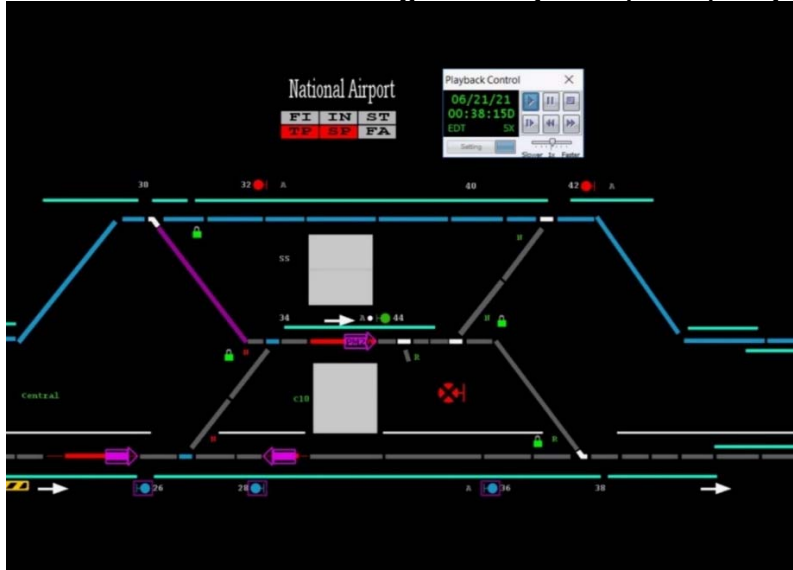 National Airport
FI IN ST
TP SP FA
Playback Control
06/21/21
00:38:15D
EDT 5X
Setting
Slower 1x Faster
30 32 A 40 42 A
N
SS
34 A 44
N
N R
Central
C10
N R
26 28 A 36 38